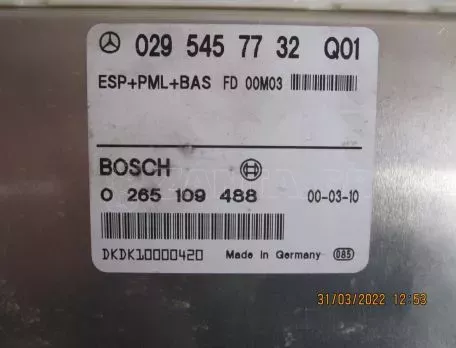 029 545 77 32 Q01
ESP+PML+BAS FD 00M03
BOSCH
0 265 109 488 00-03-10
DKDK10000420 Made in Germany 085
31/03/2022 12:53